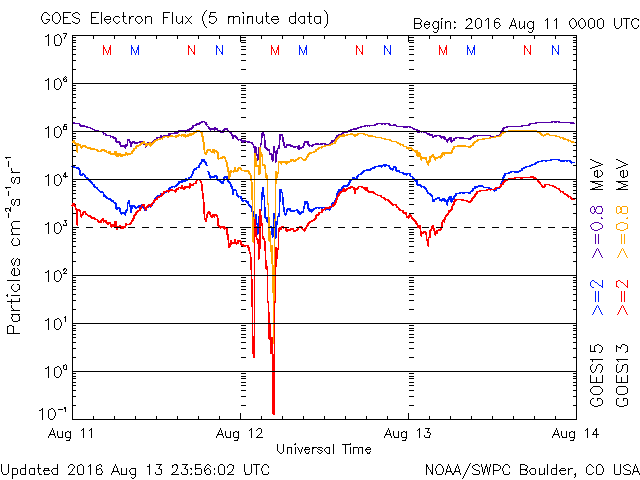 GOES Electron Flux (5 minute data)
Begin: 2016 Aug 11 0000 UTC
M M N N M M N N M M N N
10⁷
10⁶
10⁵
10⁴
10³
10²
10¹
10⁰
10⁻¹
Particles cm⁻²s⁻¹sr⁻¹
Aug 11 Aug 12 Aug 13 Aug 14
Universal Time
GOES15 >=2 >=0.8 MeV
GOES13 >=2 >=0.8 MeV
Updated 2016 Aug 13 23:56:02 UTC
NOAA/SWPC Boulder, CO USA